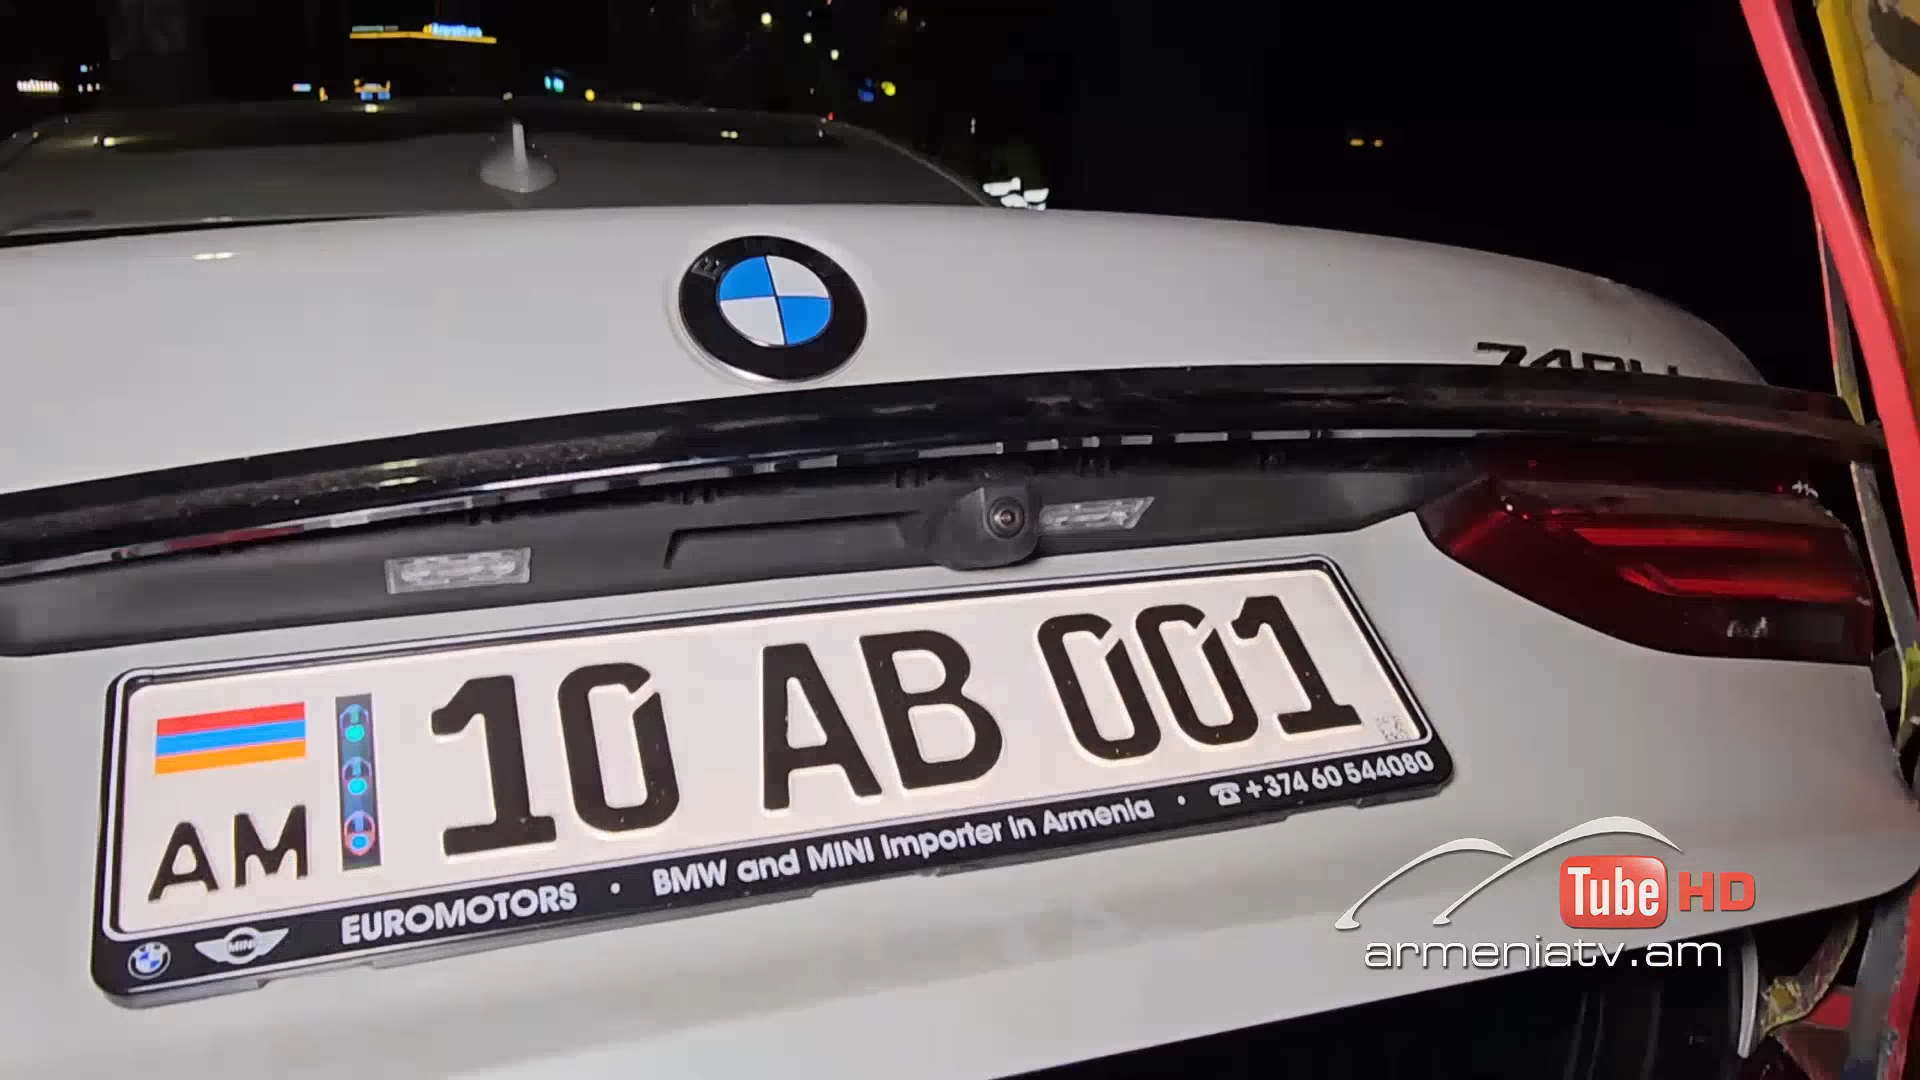 10 AB 001
AM
EUROMOTORS • BMW and MINI Importer in Armenia • ☎ +374 60 544080
MINI
Tube HD
armeniatv.am